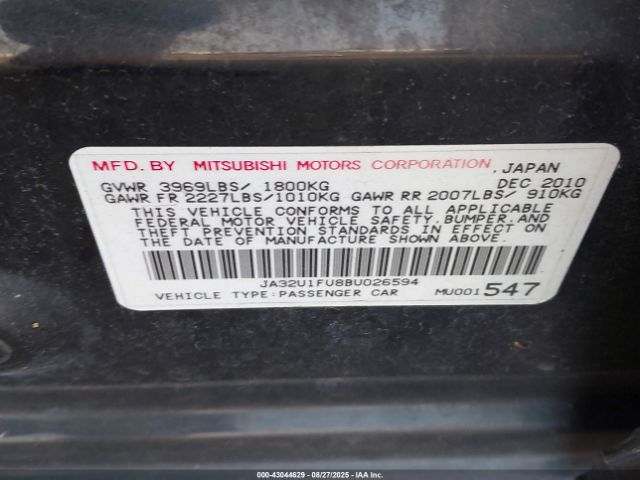 MFD. BY MITSUBISHI MOTORS CORPORATION, JAPAN
GVWR 3969LBS/ 1800KG DEC 2010
GAWR FR 2227LBS/1010KG GAWR RR 2007LBS/ 910KG
THIS VEHICLE CONFORMS TO ALL APPLICABLE
FEDERAL MOTOR VEHICLE SAFETY, BUMPER, AND
THEFT PREVENTION STANDARDS IN EFFECT ON
THE DATE OF MANUFACTURE SHOWN ABOVE.
JA32U1FU8BU026594
VEHICLE TYPE:PASSENGER CAR MU001547
000-43044629 - 08/27/2025 - IAA Inc.